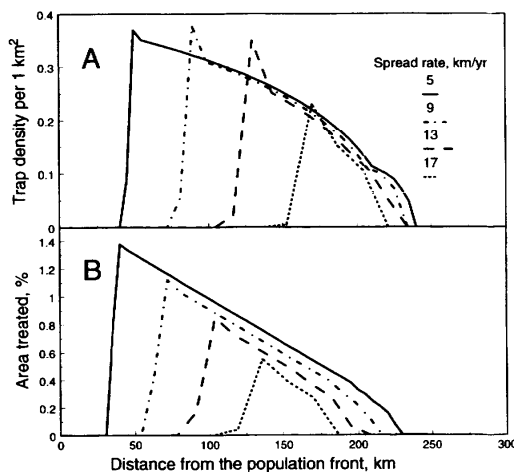 0.4
0.3
0.2
0.1
0
Trap density per 1 km²
A
Spread rate, km/yr
5
9
13
17
1.4
1.2
1
0.8
0.6
0.4
0.2
0
Area treated, %
B
0 50 100 150 200 250 300
Distance from the population front, km